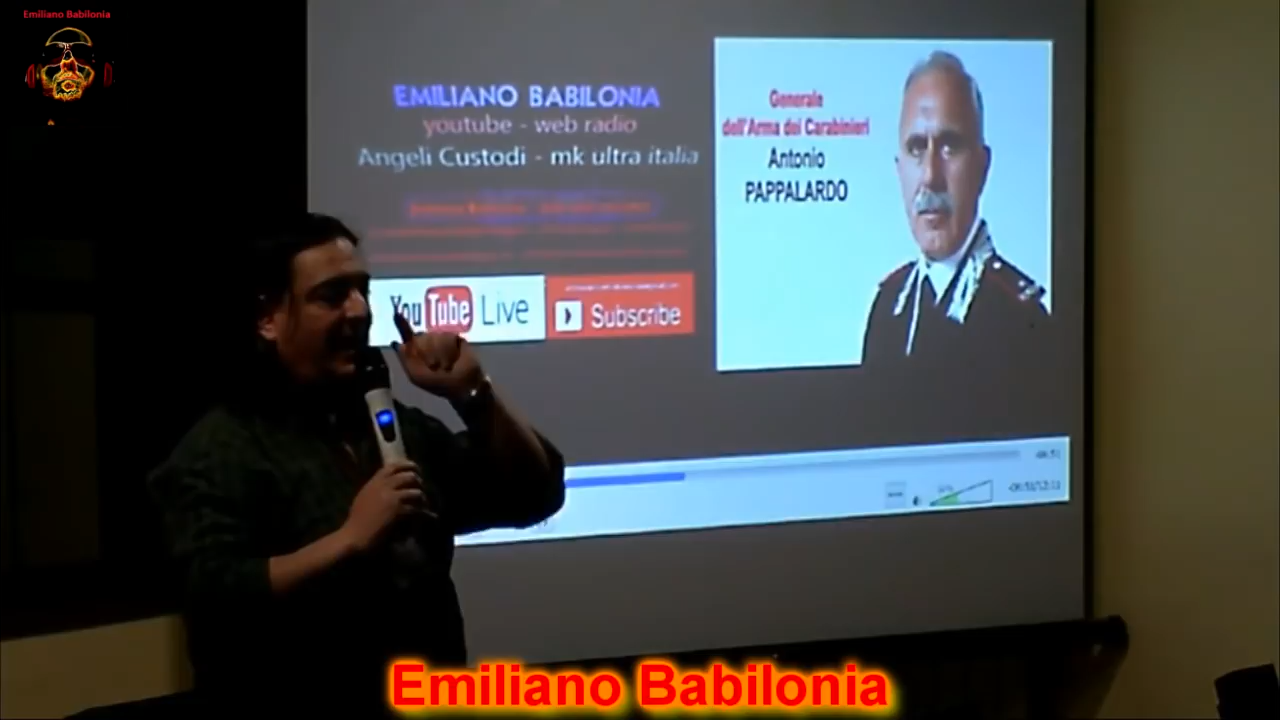 Emiliano Babilonia
EMILIANO BABILONIA
youtube - web radio
Angeli Custodi - mk ultra italia
YouTube Live
Subscribe
Generale
dell'Arma dei Carabinieri
Antonio
PAPPALARDO
Emiliano Babilonia